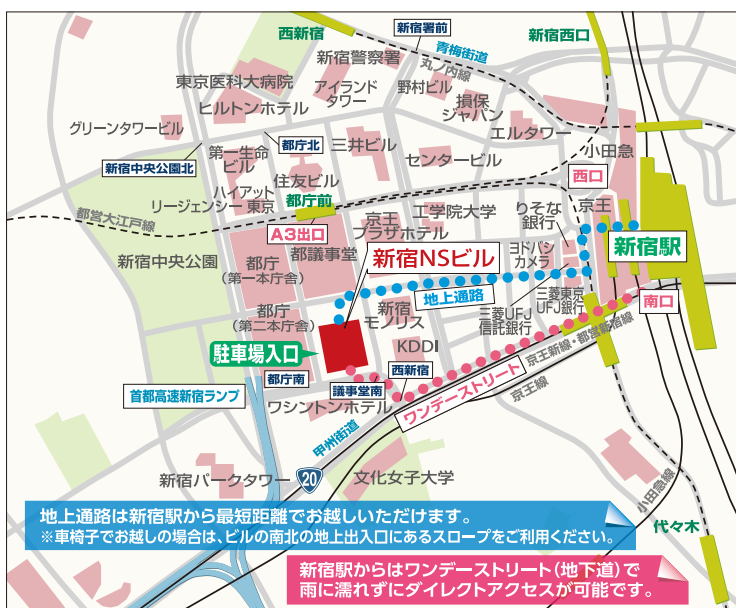 新宿署前
西新宿
青梅街道
新宿西口
新宿警察署
丸ノ内線
東京医科大病院
アイランド
タワー
野村ビル
ヒルトンホテル
損保
ジャパン
グリーンタワービル
エルタワー
都庁北
三井ビル
小田急
第一生命
ビル
センタービル
新宿中央公園北
住友ビル
西口
ハイアット
リージェンシー 東京
都庁前
工学院大学
りそな
銀行
京王
都営大江戸線
A3出口
京王
プラザホテル
新宿駅
都議事堂
ヨドバシ
カメラ
新宿中央公園
新宿NSビル
都庁
(第一本庁舎)
地上通路
三菱東京
UFJ銀行
南口
都庁
(第二本庁舎)
新宿
モノリス
三菱UFJ
信託銀行
KDDI
京王新線・都営新宿線
駐車場入口
都庁南
西新宿
議事堂南
ワンデーストリート
京王線
首都高速新宿ランプ
ワシントンホテル
甲州街道
20
新宿パークタワー
文化女子大学
小田急線
代々木
地上通路は新宿駅から最短距離でお越しいただけます。
※車椅子でお越しの場合は、ビルの南北の地上出入口にあるスロープをご利用ください。
新宿駅からはワンデーストリート(地下道)で
雨に濡れずにダイレクトアクセスが可能です。